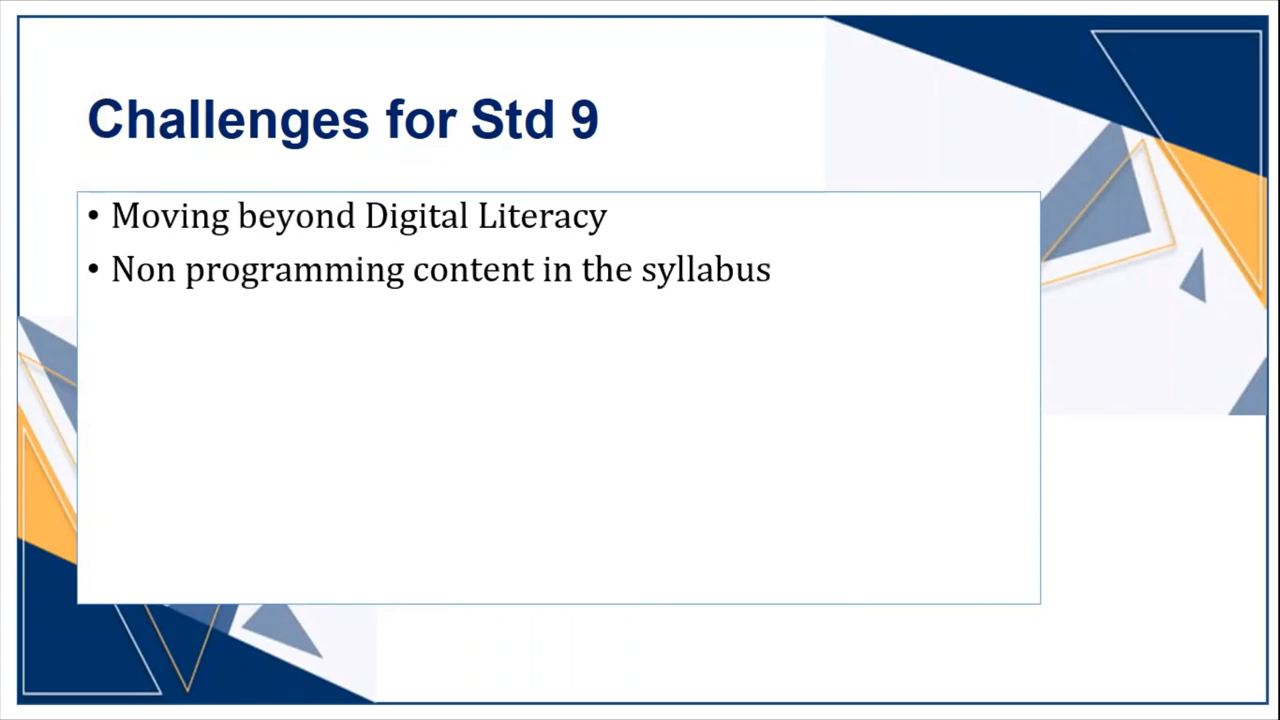 Challenges for Std 9
• Moving beyond Digital Literacy
• Non programming content in the syllabus